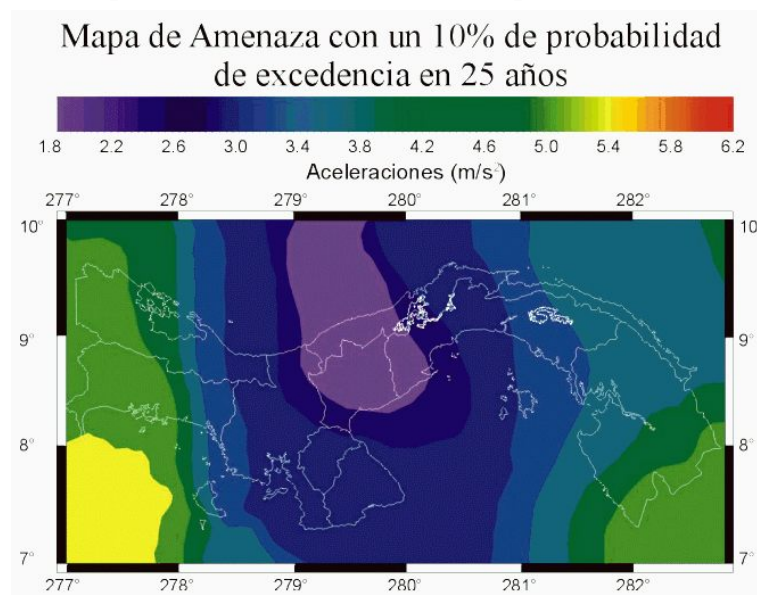 Mapa de Amenaza con un 10% de probabilidad
de excedencia en 25 años
1.8 2.2 2.6 3.0 3.4 3.8 4.2 4.6 5.0 5.4 5.8 6.2
Aceleraciones (m/s²)
277° 278° 279° 280° 281° 282°
10° 10
9° 9°
8° 8°
7° 7°
277° 278° 279° 280° 281° 282°